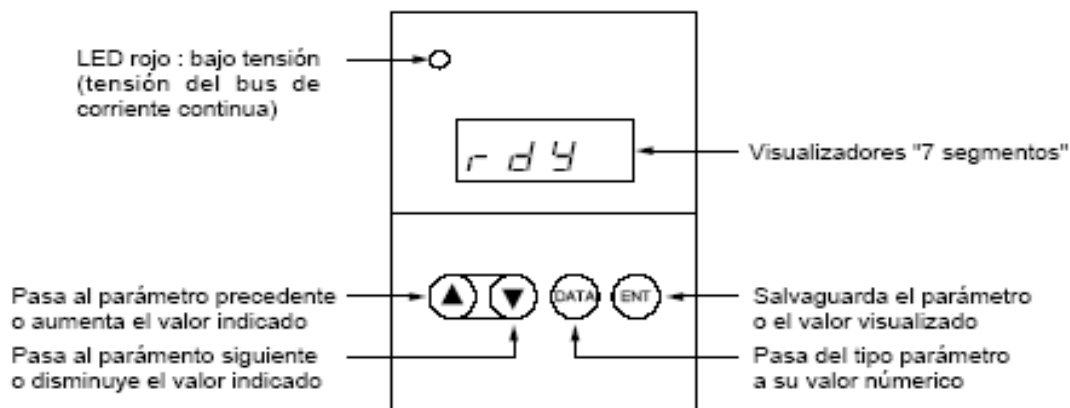 LED rojo : bajo tensión
(tensión del bus de
corriente continua)
rdY
Visualizadores "7 segmentos"
Pasa al parámetro precedente
o aumenta el valor indicado
Pasa al paramento siguiente
o disminuye el valor indicado
DATA
ENT
Salvaguarda el parámetro
o el valor visualizado
Pasa del tipo parámetro
a su valor númerico